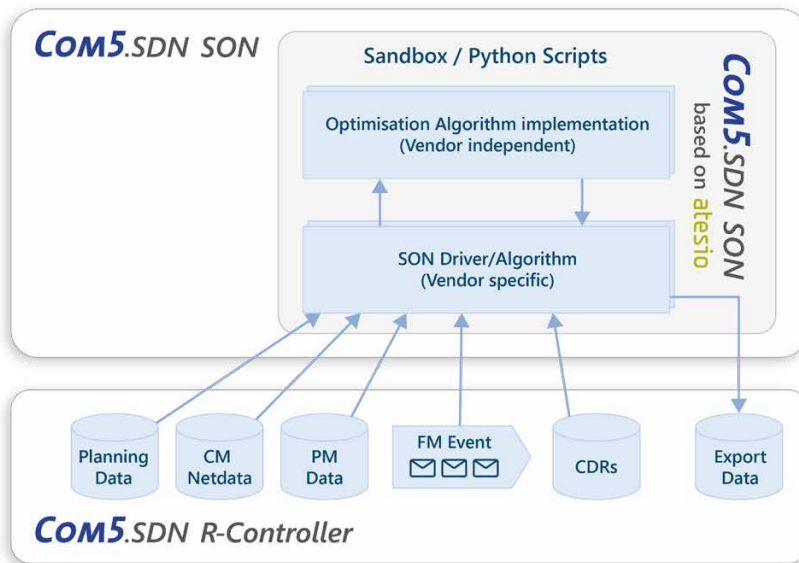 COM5.SDN SON
Sandbox / Python Scripts
Optimisation Algorithm implementation
(Vendor independent)
SON Driver/Algorithm
(Vendor specific)
COM5.SDN SON
based on atesio
Planning
Data
CM
Netdata
PM
Data
FM Event
CDRs
Export
Data
COM5.SDN R-Controller